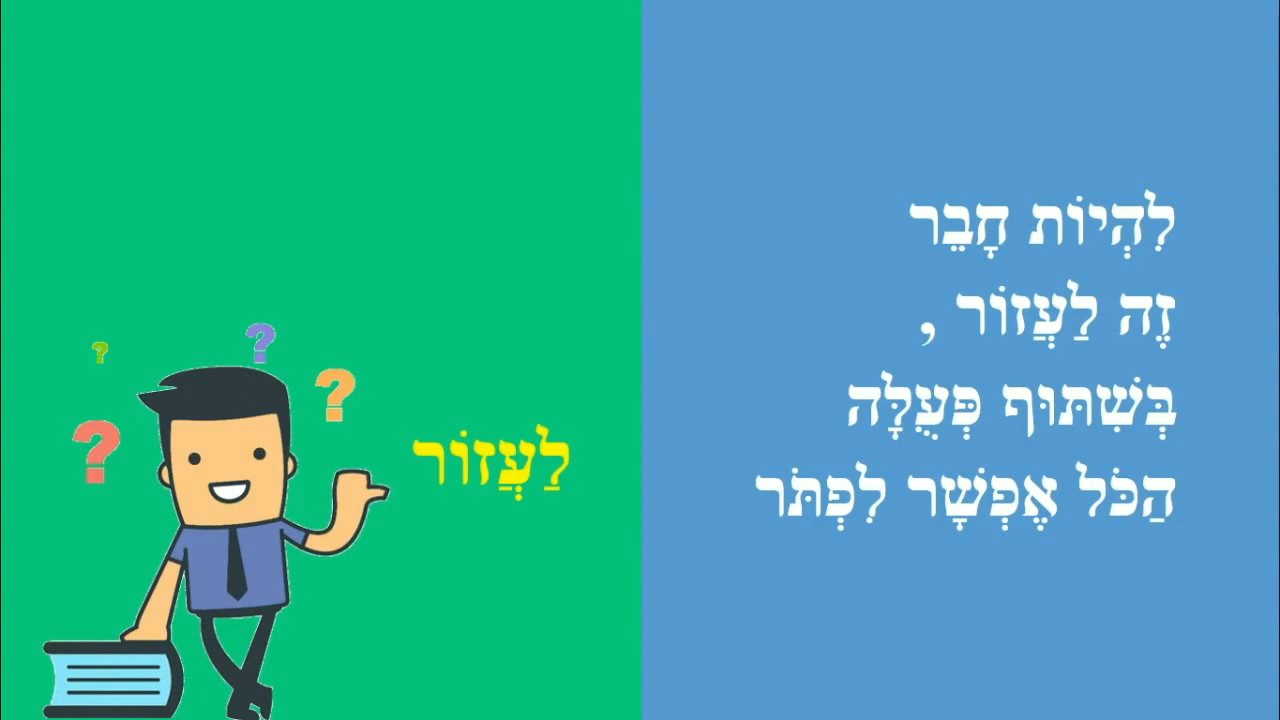 לִהְיוֹת חָבֵר
זֶה לַעֲזוֹר ,
בְּשִׁתּוּף פְּעֻלָּה
הַכֹּל אֶפְשָׁר לִפְתֹּר
לַעֲזוֹר
? ? ? ?